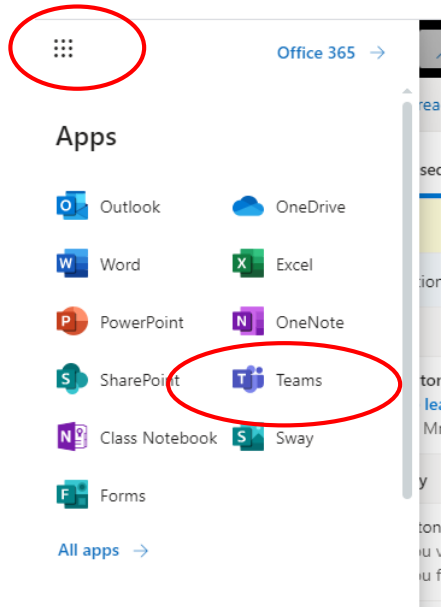 Office 365 →
Apps
Outlook OneDrive
Word Excel
PowerPoint OneNote
SharePoint Teams
Class Notebook Sway
Forms
All apps →